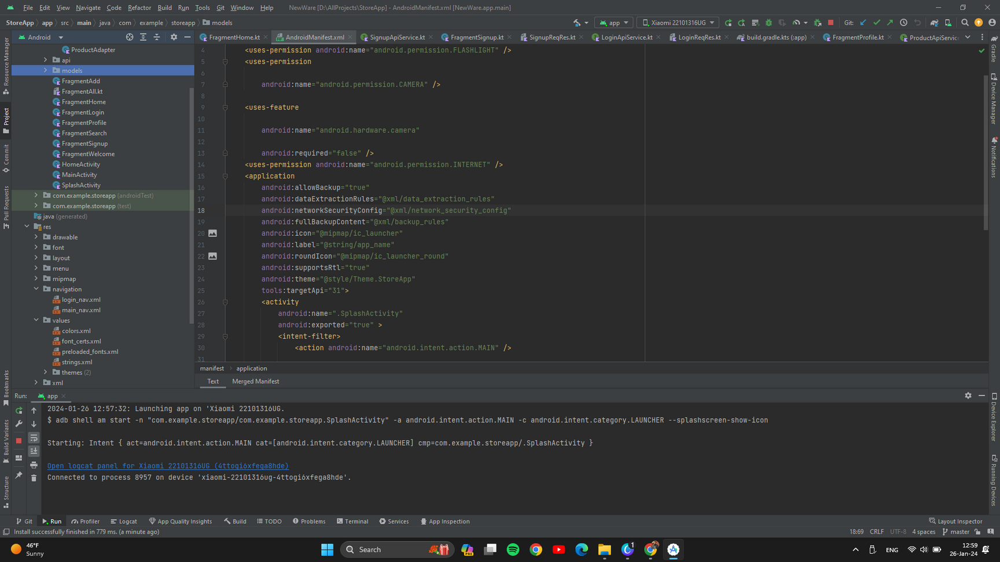 File Edit View Navigate Code Refactor Build Run Tools Git Window Help NewWare [D:\AllProjects\StoreApp] - AndroidManifest.xml [NewWare.app.main]
StoreApp app src main java com example storeapp models app Xiaomi 22101316UG Git:
Android
FragmentHome.kt AndroidManifest.xml SignupApiService.kt FragmentSignup.kt SignupReqRes.kt LoginApiService.kt LoginReqRes.kt build.gradle.kts (:app) FragmentProfile.kt ProductApiServic
Resource Manager
Project
Commit
Pull Requests
Bookmarks
Build Variants
Structure
ProductAdapter
api
models
FragmentAdd
FragmentAll.kt
FragmentHome
FragmentLogin
FragmentProfile
FragmentSearch
FragmentSignup
FragmentWelcome
HomeActivity
MainActivity
SplashActivity
com.example.storeapp (androidTest)
com.example.storeapp (test)
java (generated)
res
drawable
font
layout
menu
mipmap
navigation
login_nav.xml
main_nav.xml
values
colors.xml
font_certs.xml
preloaded_fonts.xml
strings.xml
themes (2)
xml
4 <uses-permission android:name="android.permission.FLASHLIGHT" />
5 <uses-permission
6
7 android:name="android.permission.CAMERA" />
8
9 <uses-feature
10
11 android:name="android.hardware.camera"
12
13 android:required="false" />
14 <uses-permission android:name="android.permission.INTERNET" />
15 <application
16 android:allowBackup="true"
17 android:dataExtractionRules="@xml/data_extraction_rules"
18 android:networkSecurityConfig="@xml/network_security_config"
19 android:fullBackupContent="@xml/backup_rules"
20 android:icon="@mipmap/ic_launcher"
21 android:label="@string/app_name"
22 android:roundIcon="@mipmap/ic_launcher_round"
23 android:supportsRtl="true"
24 android:theme="@style/Theme.StoreApp"
25 tools:targetApi="31">
26 <activity
27 android:name=".SplashActivity"
28 android:exported="true" >
29 <intent-filter>
30 <action android:name="android.intent.action.MAIN" />
31
manifest application
Text Merged Manifest
Gradle
Device Manager
Notifications
Device Explorer
Running Devices
Run: app
2024-01-26 12:57:32: Launching app on 'Xiaomi 22101316UG.
$ adb shell am start -n "com.example.storeapp/com.example.storeapp.SplashActivity" -a android.intent.action.MAIN -c android.intent.category.LAUNCHER --splashscreen-show-icon
Starting: Intent { act=android.intent.action.MAIN cat=[android.intent.category.LAUNCHER] cmp=com.example.storeapp/.SplashActivity }
Open logcat panel for Xiaomi 22101316UG (4ttogi6xfega8hde)
Connected to process 8957 on device 'xiaomi-22101316ug-4ttogi6xfega8hde'.
Git Run Profiler Logcat App Quality Insights Build TODO Problems Terminal Services App Inspection Layout Inspector
Install successfully finished in 779 ms. (a minute ago) 18:69 CRLF UTF-8 4 spaces master
46°F
Sunny
Search
PRE
1
ENG
12:59
26-Jan-24